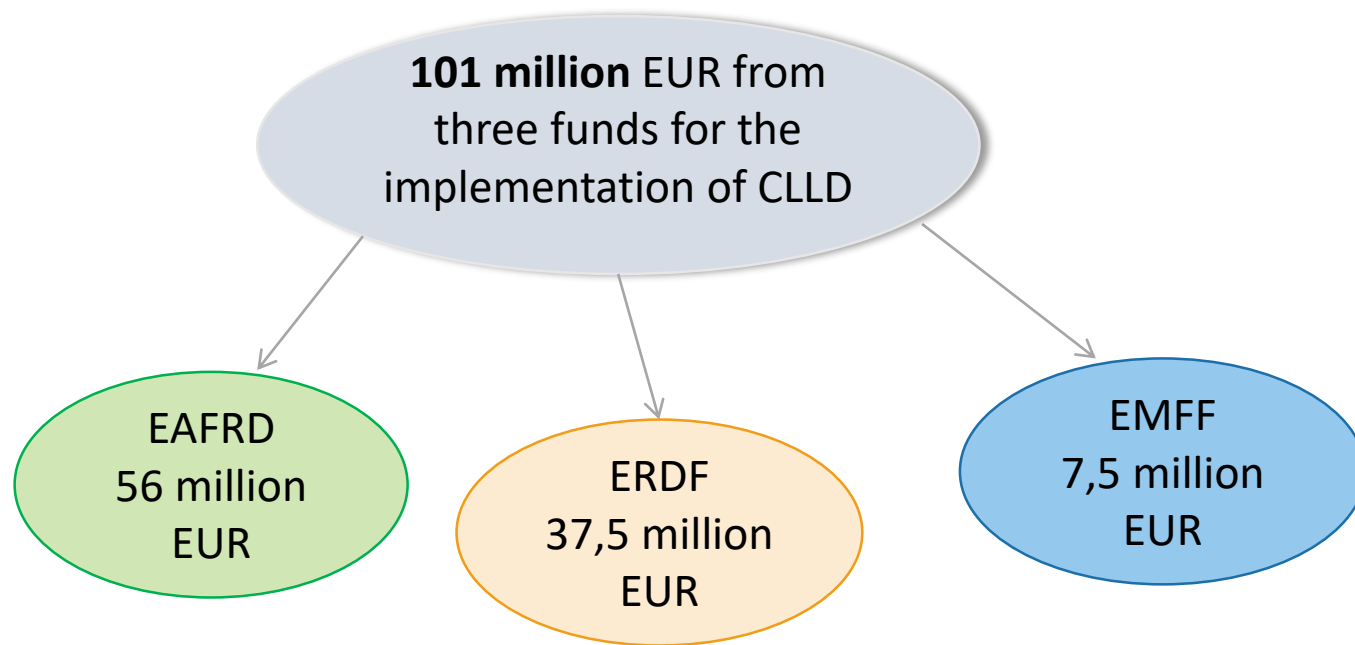 101 million EUR from
three funds for the
implementation of CLLD
EAFRD
56 million
EUR
ERDF
37,5 million
EUR
EMFF
7,5 million
EUR